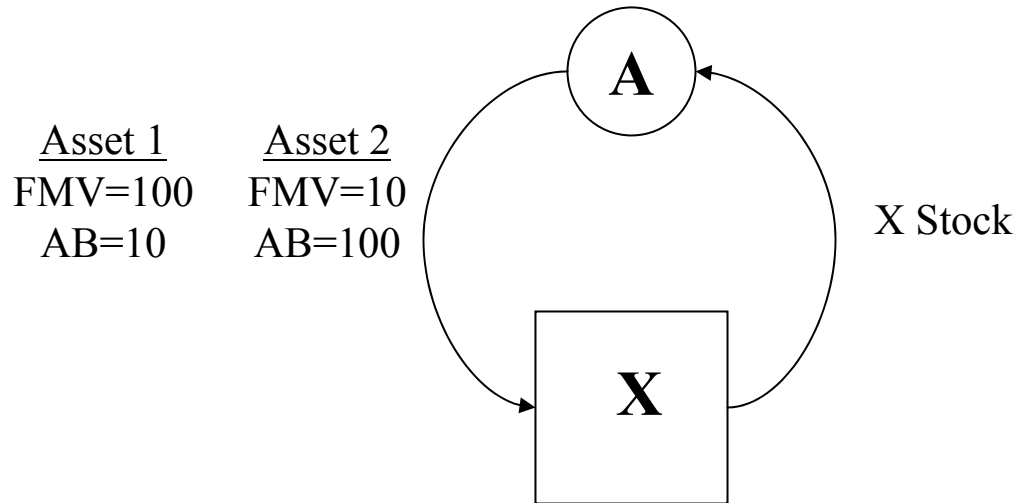 A
Asset 1
FMV=100
AB=10
Asset 2
FMV=10
AB=100
X Stock
X